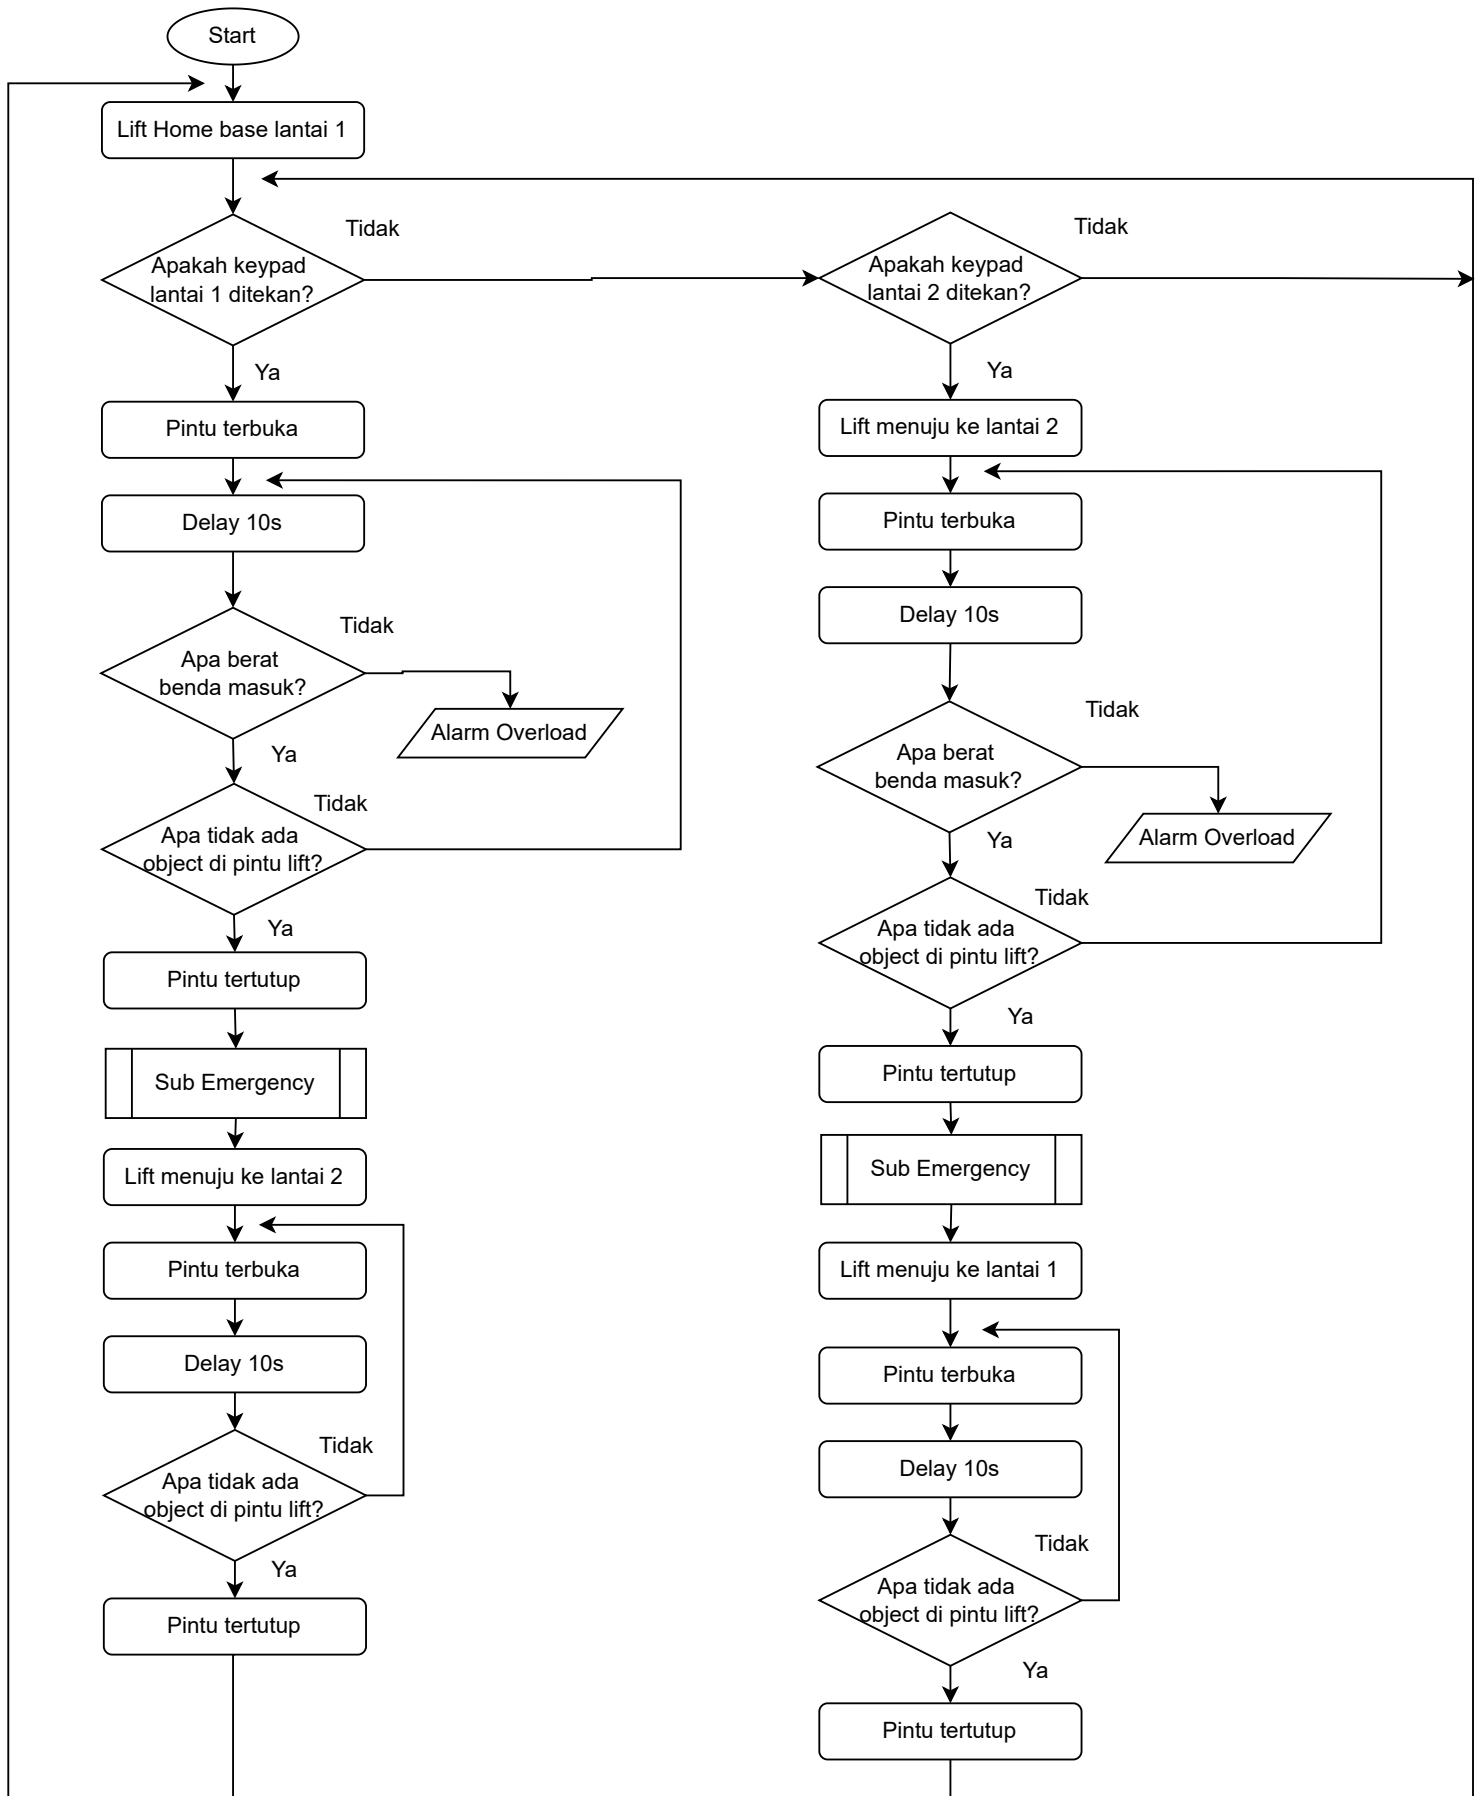 Start
Lift Home base lantai 1
Tidak
Apakah keypad
lantai 1 ditekan?
Ya
Pintu terbuka
Delay 10s
Tidak
Apa berat
benda masuk?
Alarm Overload
Ya
Tidak
Apa tidak ada
object di pintu lift?
Ya
Pintu tertutup
Sub Emergency
Lift menuju ke lantai 2
Pintu terbuka
Delay 10s
Tidak
Apa tidak ada
object di pintu lift?
Ya
Pintu tertutup
Tidak
Apakah keypad
lantai 2 ditekan?
Ya
Lift menuju ke lantai 2
Pintu terbuka
Delay 10s
Tidak
Apa berat
benda masuk?
Alarm Overload
Ya
Tidak
Apa tidak ada
object di pintu lift?
Ya
Pintu tertutup
Sub Emergency
Lift menuju ke lantai 1
Pintu terbuka
Delay 10s
Tidak
Apa tidak ada
object di pintu lift?
Ya
Pintu tertutup